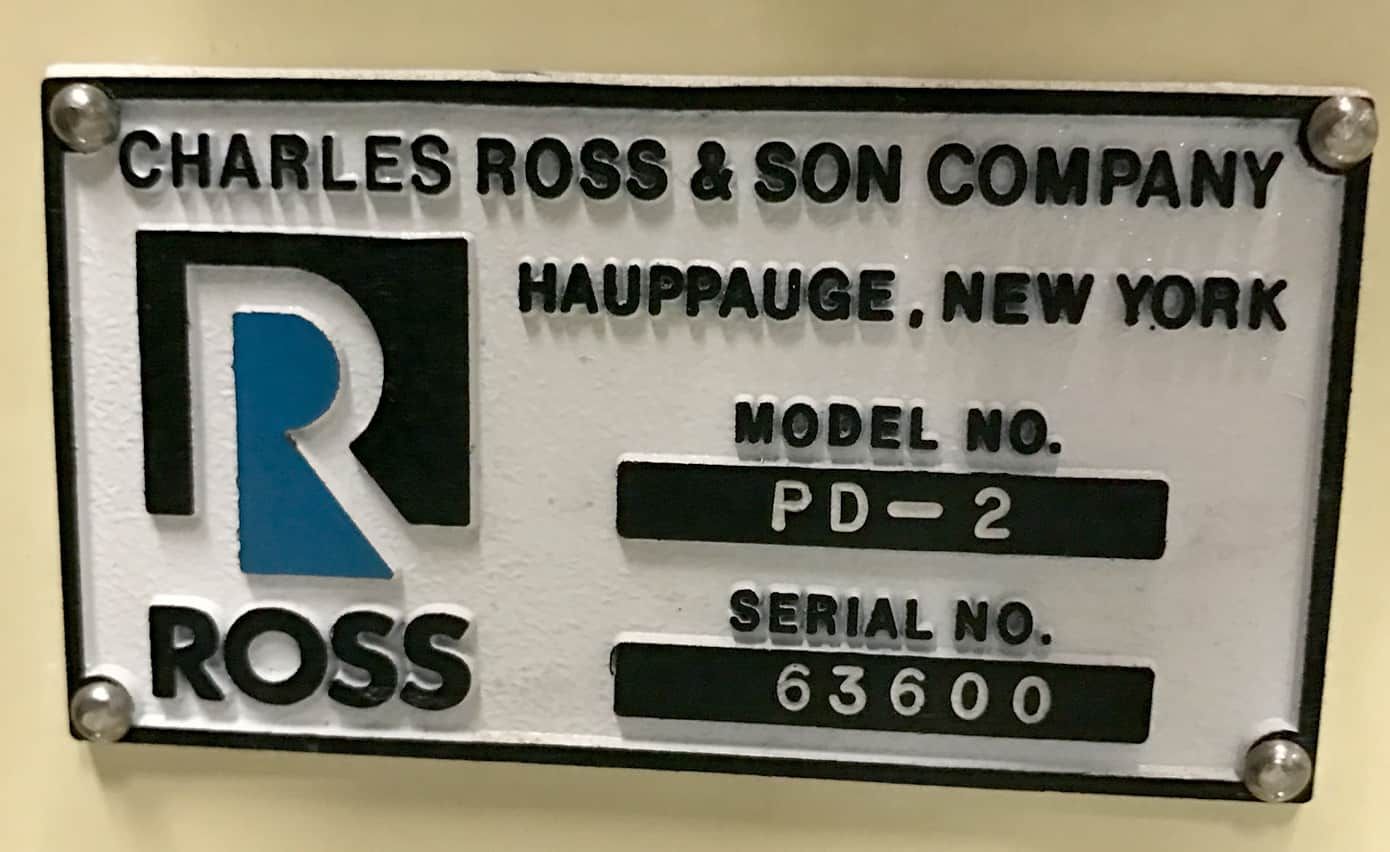 CHARLES ROSS & SON COMPANY
HAUPPAUGE, NEW YORK
R
ROSS
MODEL NO.
PD-2
SERIAL NO.
63600